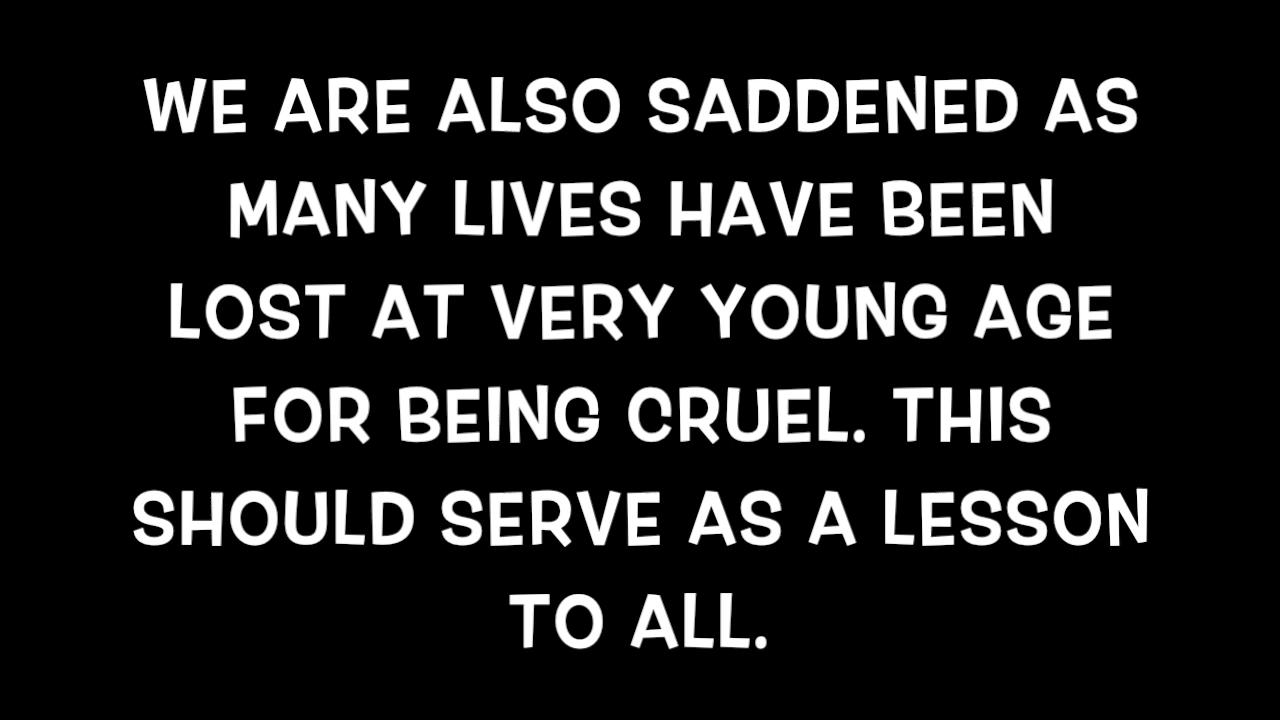 WE ARE ALSO SADDENED AS
MANY LIVES HAVE BEEN
LOST AT VERY YOUNG AGE
FOR BEING CRUEL. THIS
SHOULD SERVE AS A LESSON
TO ALL.